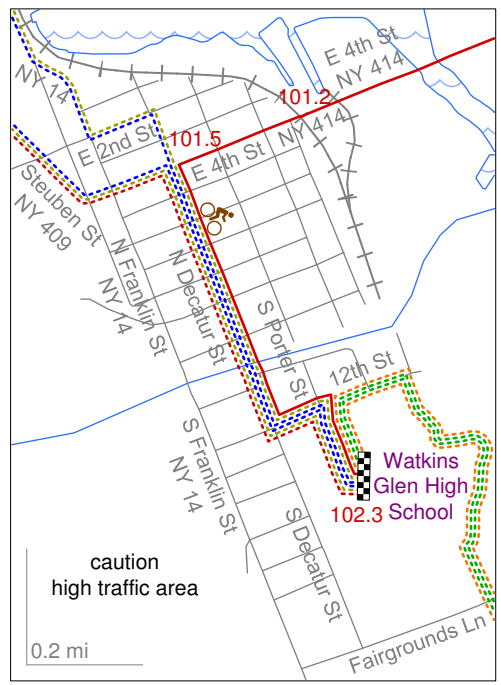 E 4th St
NY 414
NY 14
101.2
NY 414
101.5
E 2nd St
E 4th St
Steuben St
NY 409
N Franklin St
NY 14
N Decatur St
S Porter St
12th St
S Franklin St
NY 14
Watkins
Glen High
School
102.3
S Decatur St
caution
high traffic area
Fairgrounds Ln
0.2 mi